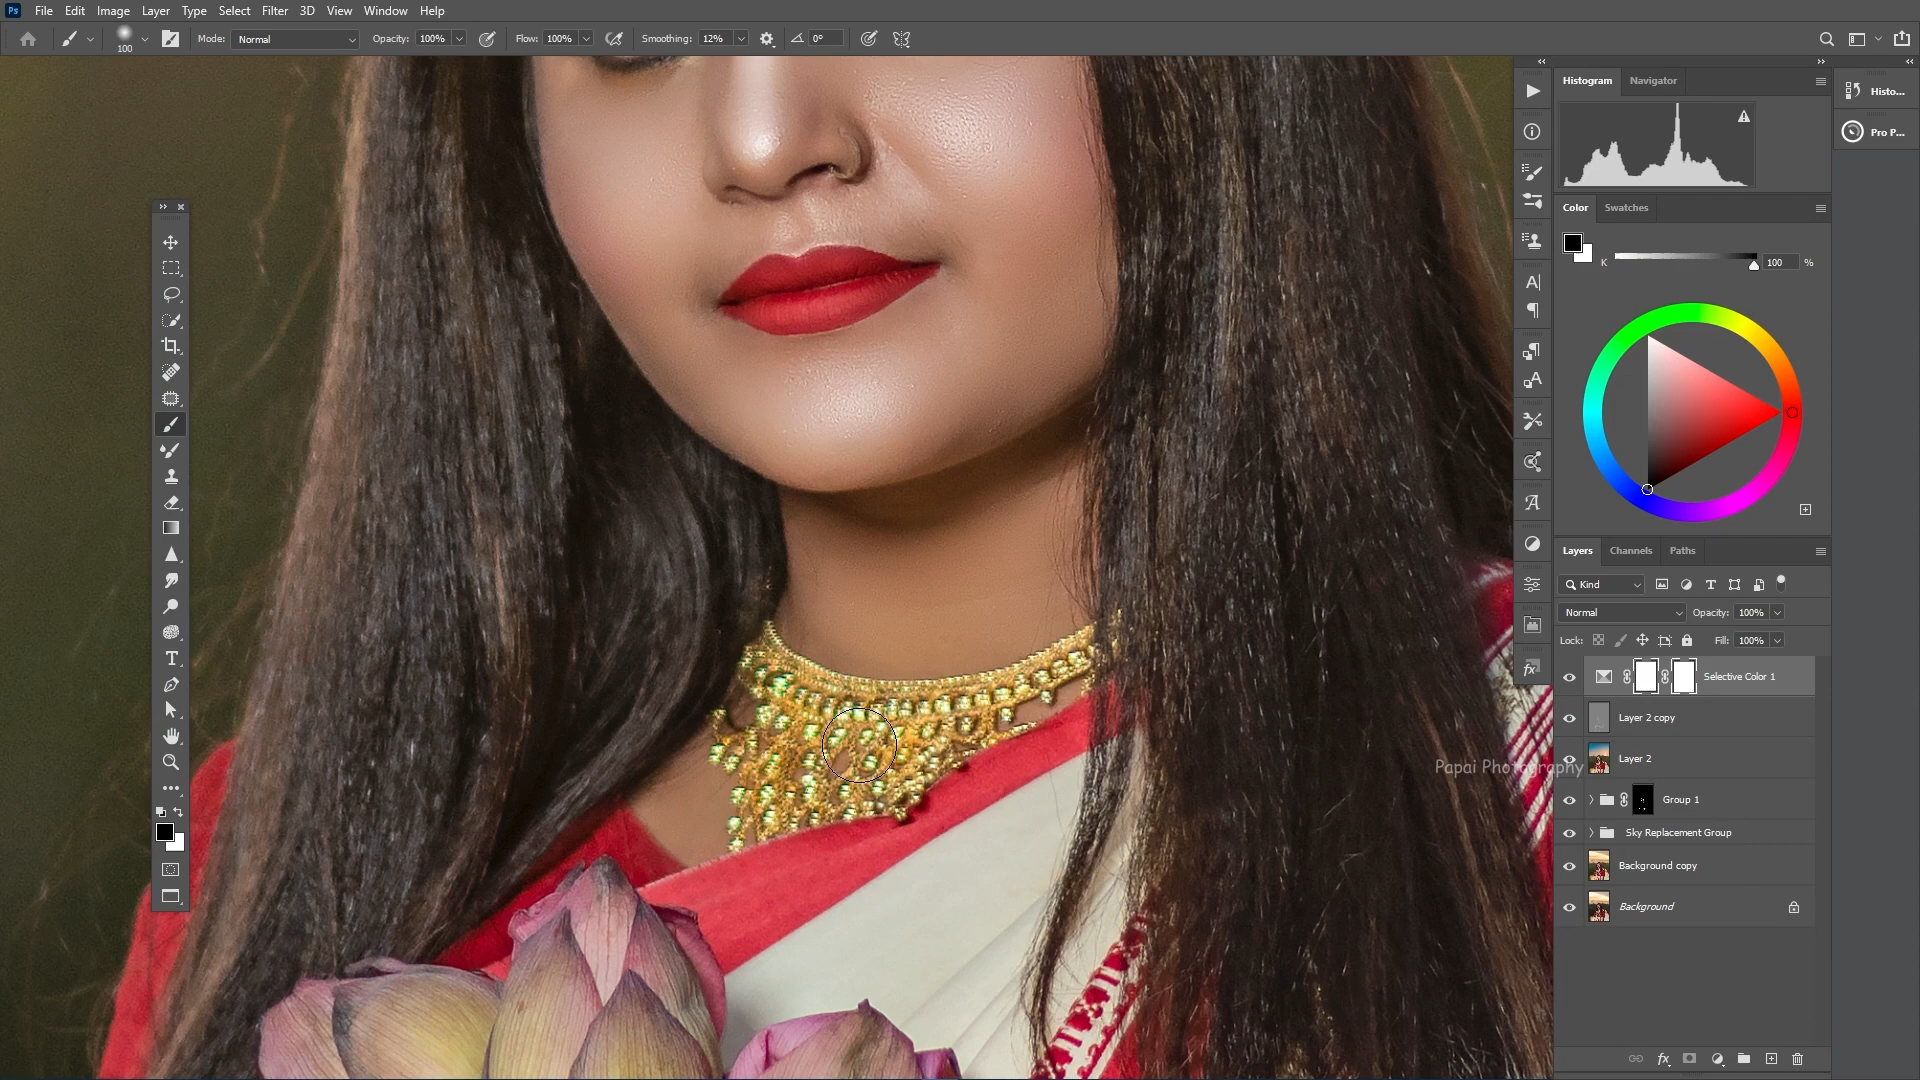 Ps File Edit Image Layer Type Select Filter 3D View Window Help
100 Mode: Normal Opacity: 100% Flow: 100% Smoothing: 12% 0°
Histogram Navigator
Histo...
Pro P...
Color Swatches
K 100 %
Layers Channels Paths
Kind
Normal Opacity: 100%
Lock: Fill: 100%
Selective Color 1
Layer 2 copy
Layer 2
Papai Photography
Group 1
Sky Replacement Group
Background copy
Background
fx
fx